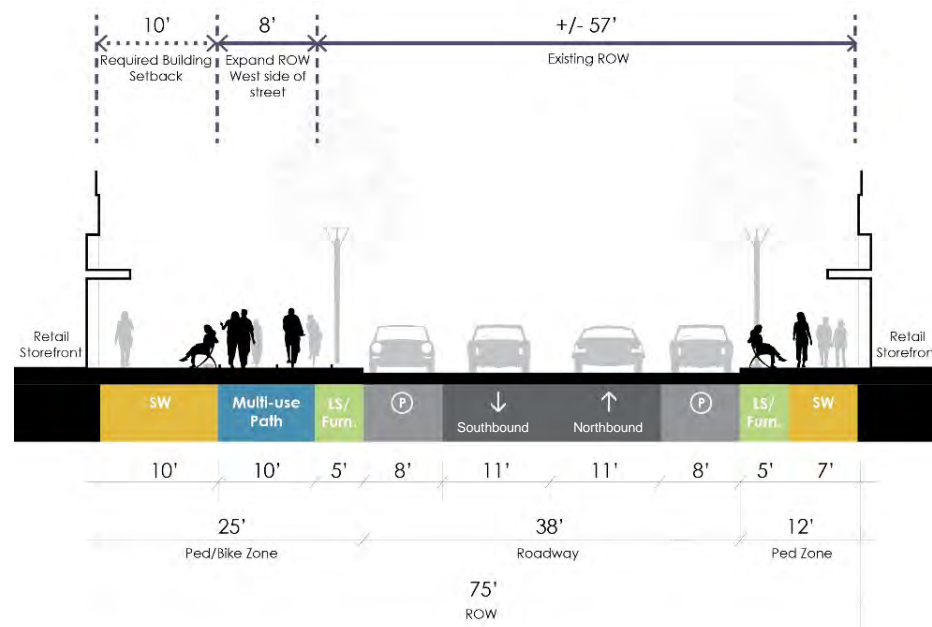 10’ 8’ +/- 57’
Required Building Expand ROW Existing ROW
Setback West side of
street
Retail Retail
Storefront Storefron
SW Multi-use LS/ P ↓ ↑ P LS/ SW
Path Furn. Southbound Northbound Furn.
10’ 10’ 5’ 8’ 11’ 11’ 8’ 5’ 7’
25’ 38’ 12’
Ped/Bike Zone Roadway Ped Zone
75’
ROW